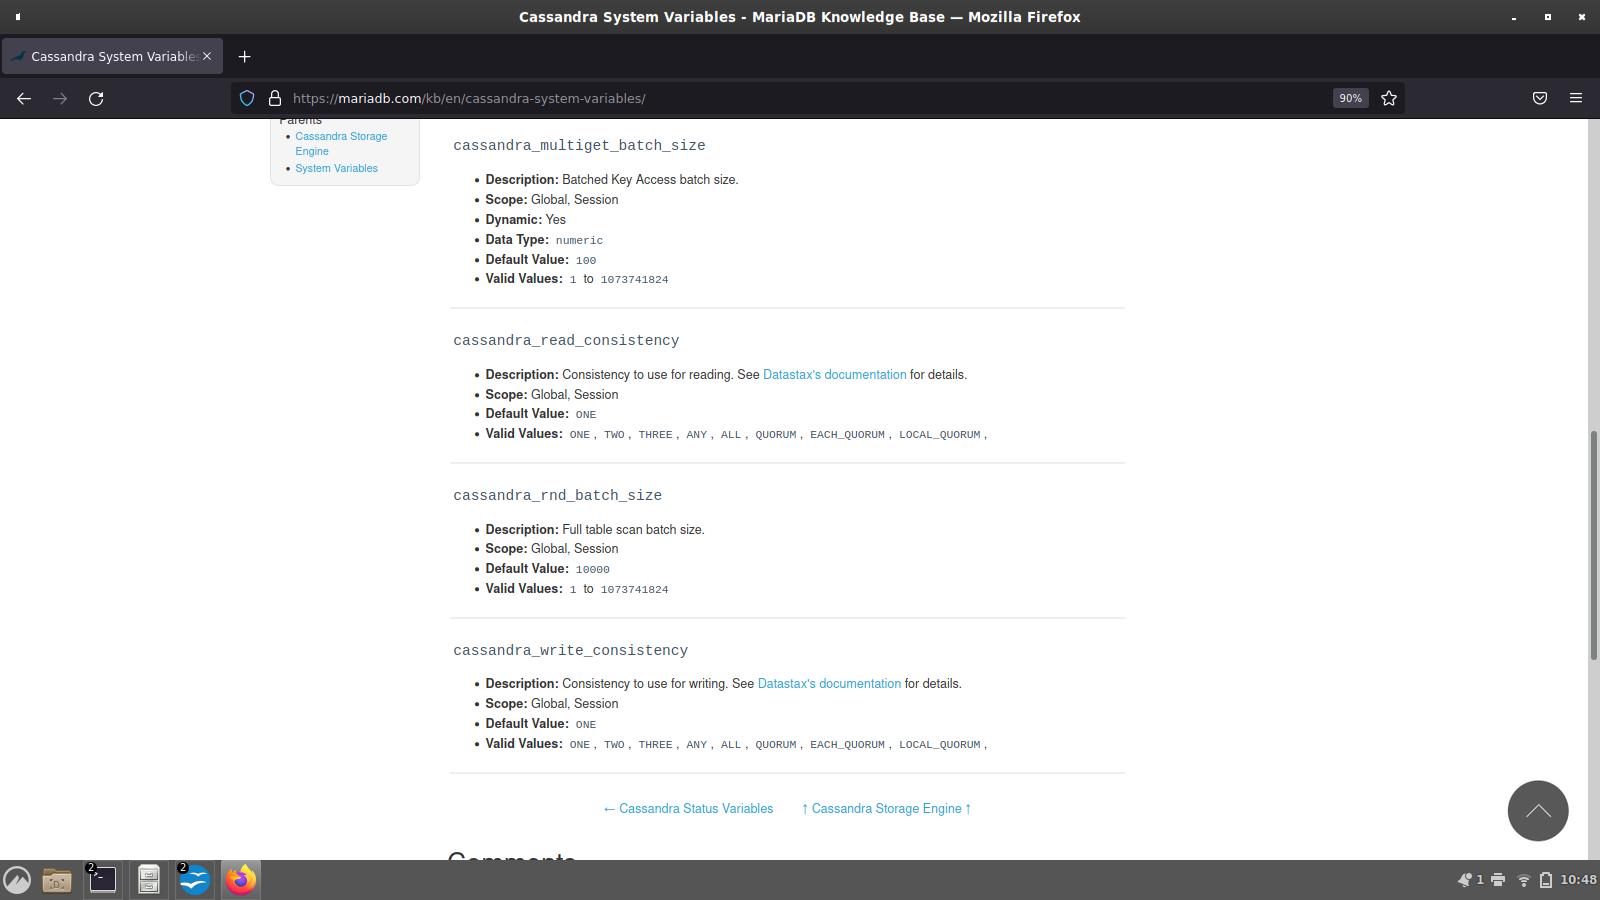 Cassandra System Variables - MariaDB Knowledge Base — Mozilla Firefox
Cassandra System Variables
https://mariadb.com/kb/en/cassandra-system-variables/
90%
Parents
Cassandra Storage
Engine
System Variables
cassandra_multiget_batch_size
Description: Batched Key Access batch size.
Scope: Global, Session
Dynamic: Yes
Data Type: numeric
Default Value: 100
Valid Values: 1 to 1073741824
cassandra_read_consistency
Description: Consistency to use for reading. See Datastax's documentation for details.
Scope: Global, Session
Default Value: ONE
Valid Values: ONE, TWO, THREE, ANY, ALL, QUORUM, EACH_QUORUM, LOCAL_QUORUM,
cassandra_rnd_batch_size
Description: Full table scan batch size.
Scope: Global, Session
Default Value: 10000
Valid Values: 1 to 1073741824
cassandra_write_consistency
Description: Consistency to use for writing. See Datastax's documentation for details.
Scope: Global, Session
Default Value: ONE
Valid Values: ONE, TWO, THREE, ANY, ALL, QUORUM, EACH_QUORUM, LOCAL_QUORUM,
← Cassandra Status Variables ↑ Cassandra Storage Engine ↑
Comments
2
2
1
10:48